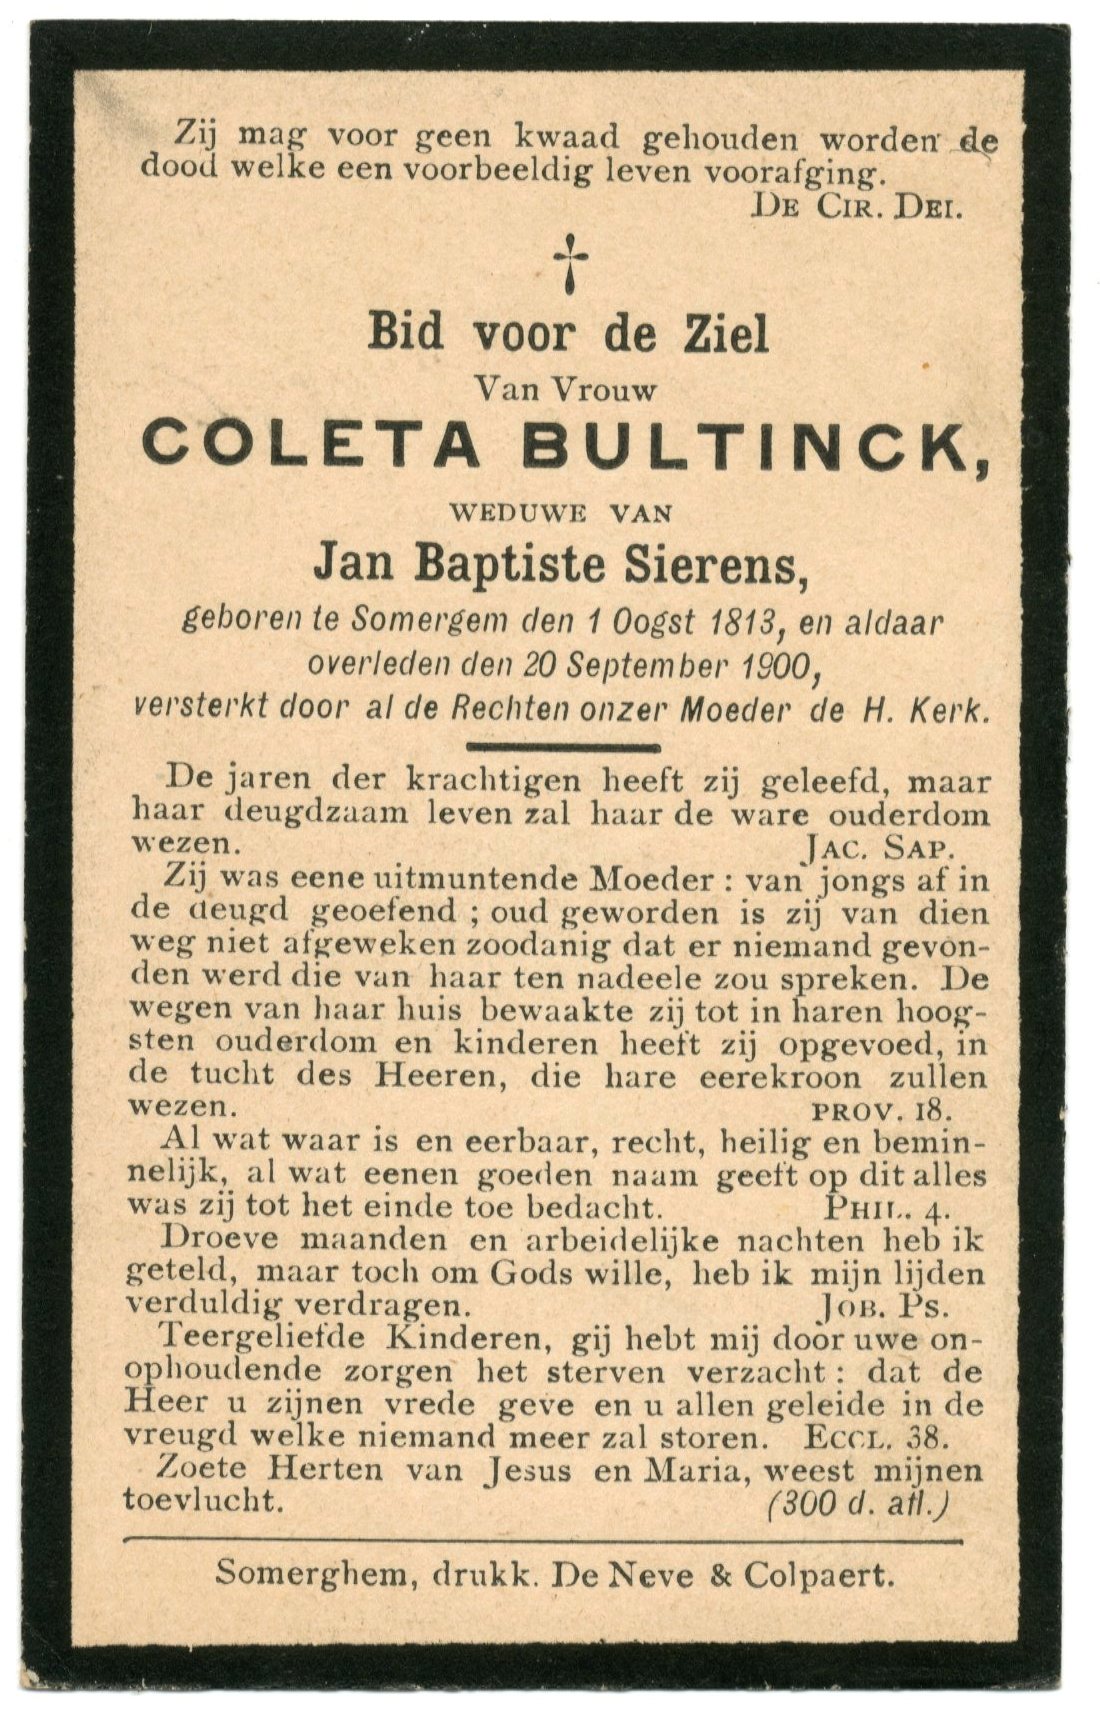 Zij mag voor geen kwaad gehouden worden de
dood welke een voorbeeldig leven voorafging.
DE CIR. DEI.
Bid voor de Ziel
Van Vrouw
COLETA BULTINCK,
WEDUWE VAN
Jan Baptiste Sierens,
geboren te Somergem den 1 Oogst 1813, en aldaar
overleden den 20 September 1900,
versterkt door al de Rechten onzer Moeder de H. Kerk.
De jaren der krachtigen heeft zij geleefd, maar
haar deugdzaam leven zal haar de ware ouderdom
wezen. JAC. SAP.
Zij was eene uitmuntende Moeder : van jongs af in
de deugd geoefend ; oud geworden is zij van dien
weg niet afgeweken zoodanig dat er niemand gevon-
den werd die van haar ten nadeele zou spreken. De
wegen van haar huis bewaakte zij tot in haren hoog-
sten ouderdom en kinderen heeft zij opgevoed, in
de tucht des Heeren, die hare eerekroon zullen
wezen. PROV. 18.
Al wat waar is en eerbaar, recht, heilig en bemin-
nelijk, al wat eenen goeden naam geeft op dit alles
was zij tot het einde toe bedacht. PHIL. 4.
Droeve maanden en arbeidelijke nachten heb ik
geteld, maar toch om Gods wille, heb ik mijn lijden
verduldig verdragen. JOB. Ps.
Teergeliefde Kinderen, gij hebt mij door uwe on-
ophoudende zorgen het sterven verzacht : dat de
Heer u zijnen vrede geve en u allen geleide in de
vreugd welke niemand meer zal storen. ECCL. 38.
Zoete Herten van Jesus en Maria, weest mijnen
toevlucht. (300 d. afl.)
Somerghem, drukk. De Neve & Colpaert.